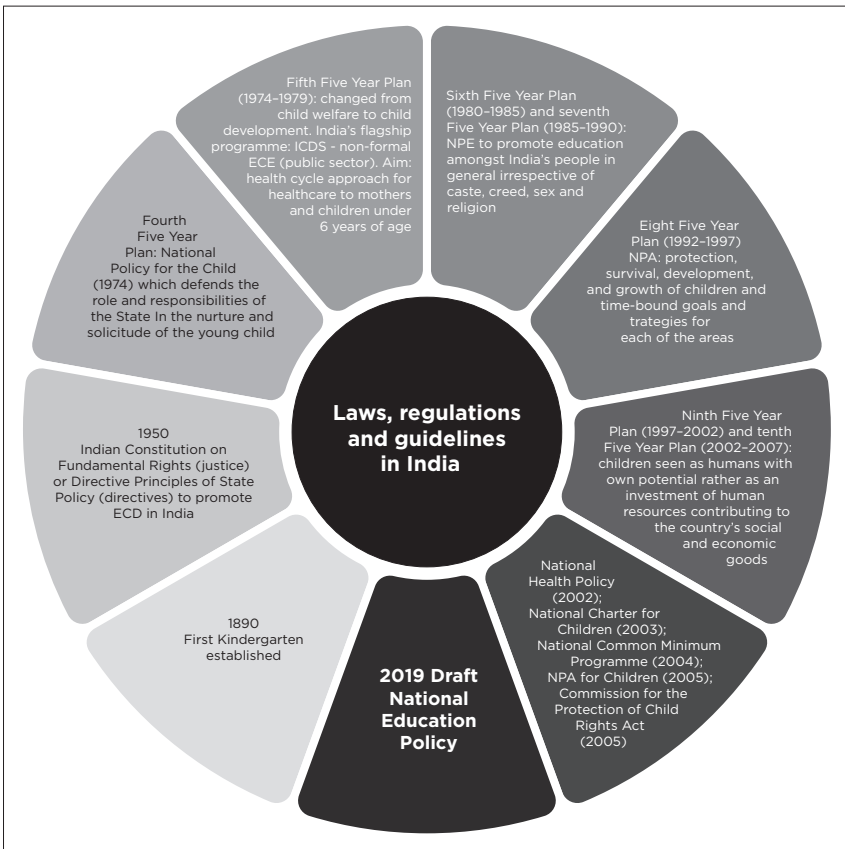 Laws, regulations
and guidelines
in India
1890
First Kindergarten
established
1950
Indian Constitution on
Fundamental Rights (justice)
or Directive Principles of State
Policy (directives) to promote
ECD in India
Fourth
Five Year
Plan: National
Policy for the Child
(1974) which defends the
role and responsibilities of
the State In the nurture and
solicitude of the young child
Fifth Five Year Plan
(1974–1979): changed from
child welfare to child
development. India's flagship
programme: ICDS - non-formal
ECE (public sector). Aim:
health cycle approach for
healthcare to mothers
and children under
6 years of age
Sixth Five Year Plan
(1980–1985) and seventh
Five Year Plan (1985–1990):
NPE to promote education
amongst India's people in
general irrespective of
caste, creed, sex and
religion
Eight Five Year
Plan (1992–1997)
NPA: protection,
survival, development,
and growth of children and
time-bound goals and
trategies for
each of the areas
Ninth Five Year
Plan (1997–2002) and tenth
Five Year Plan (2002–2007):
children seen as humans with
own potential rather as an
investment of human
resources contributing to
the country's social
and economic
goods
National
Health Policy
(2002);
National Charter for
Children (2003);
National Common Minimum
Programme (2004);
NPA for Children (2005);
Commission for the
Protection of Child
Rights Act
(2005)
2019 Draft
National
Education
Policy